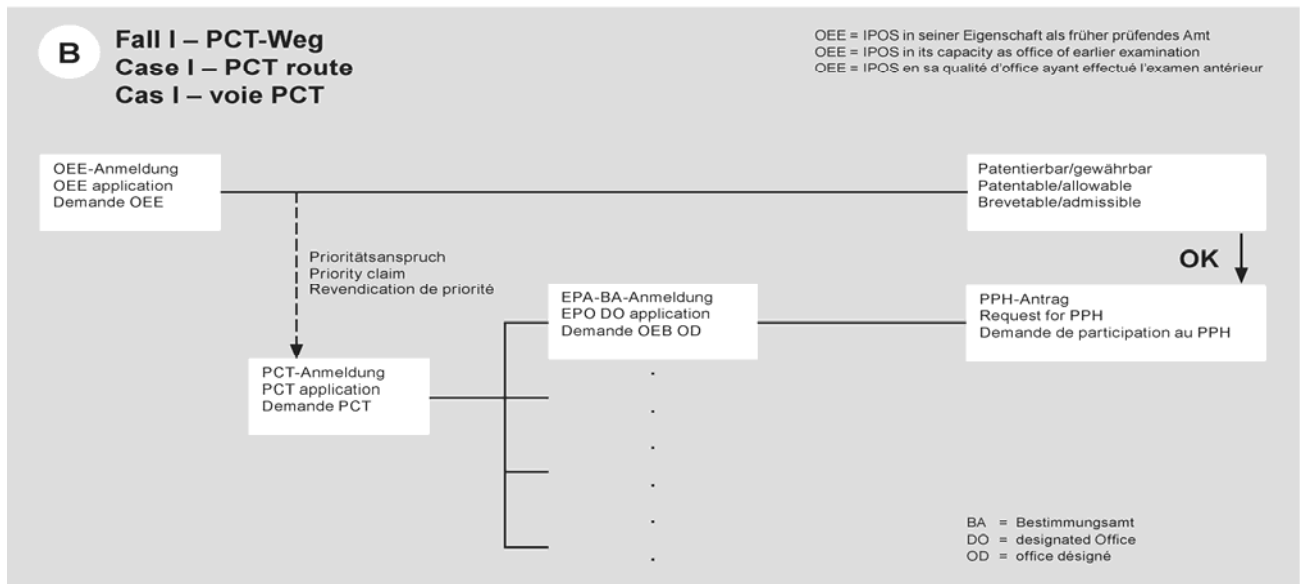 B
Fall I – PCT-Weg
Case I – PCT route
Cas I – voie PCT
OEE = IPOS in seiner Eigenschaft als früher prüfendes Amt
OEE = IPOS in its capacity as office of earlier examination
OEE = IPOS en sa qualité d'office ayant effectué l'examen antérieur
OEE-Anmeldung
OEE application
Demande OEE
Patentierbar/gewährbar
Patentable/allowable
Brevetable/admissible
Prioritätsanspruch
Priority claim
Revendication de priorité
OK
EPA-BA-Anmeldung
EPO DO application
Demande OEB OD
PPH-Antrag
Request for PPH
Demande de participation au PPH
PCT-Anmeldung
PCT application
Demande PCT
BA = Bestimmungsamt
DO = designated Office
OD = office désigné